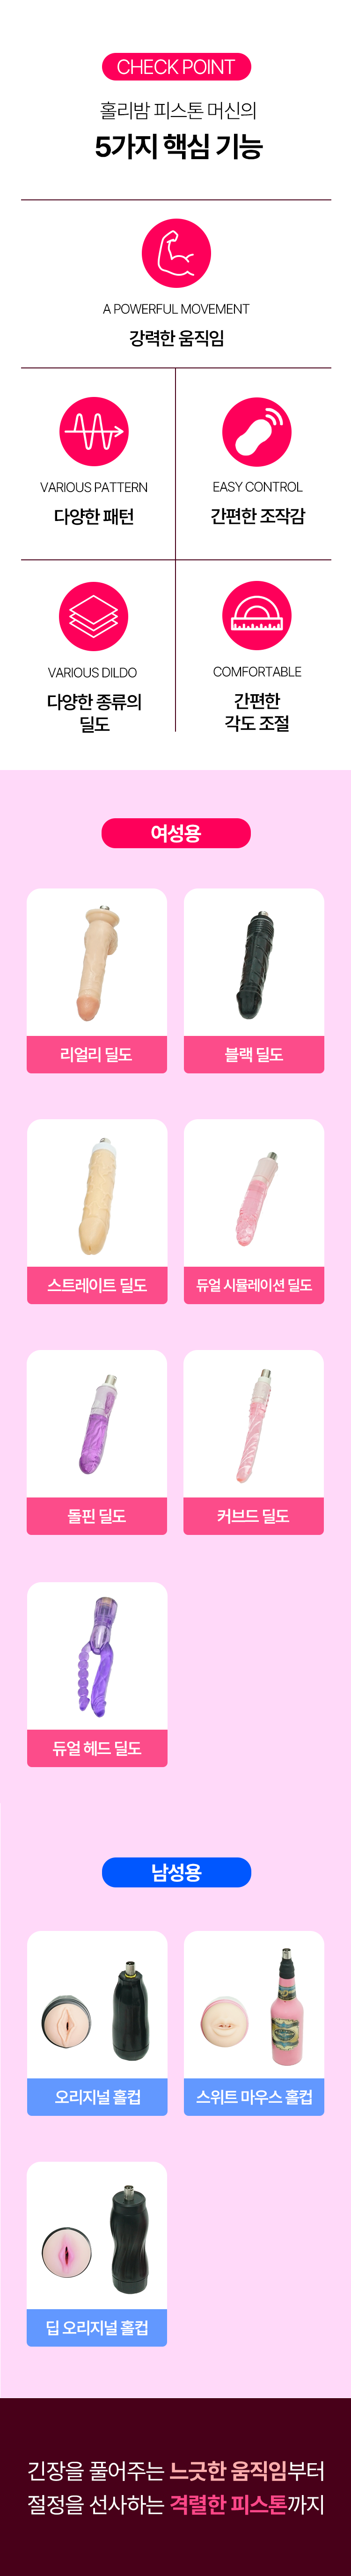 CHECK POINT
홀리밤 피스톤 머신의
5가지 핵심 기능
A POWERFUL MOVEMENT
강력한 움직임
VARIOUS PATTERN
다양한 패턴
EASY CONTROL
간편한 조작감
VARIOUS DILDO
다양한 종류의
딜도
COMFORTABLE
간편한
각도 조절
여성용
리얼리 딜도
블랙 딜도
스트레이트 딜도
듀얼 시뮬레이션 딜도
돌핀 딜도
커브드 딜도
듀얼 헤드 딜도
남성용
오리지널 홀컵
스위트 마우스 홀컵
딥 오리지널 홀컵
긴장을 풀어주는 느긋한 움직임부터
절정을 선사하는 격렬한 피스톤까지